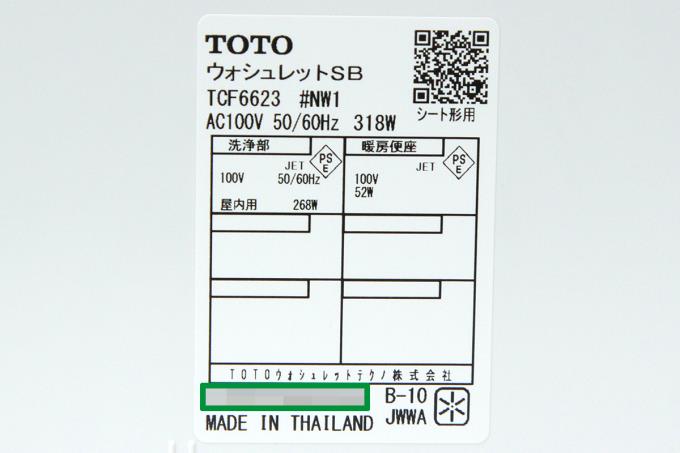 TOTO
ウォシュレットSB
TCF6623 #NW1
AC100V 50/60Hz 318W
シート形用
洗浄部
JET
PS
E
100V 50/60Hz
屋内用 268W
暖房便座
JET
PS
E
100V
52W
TOTOウォシュレットテクノ株式会社
B-10
JWWA
MADE IN THAILAND